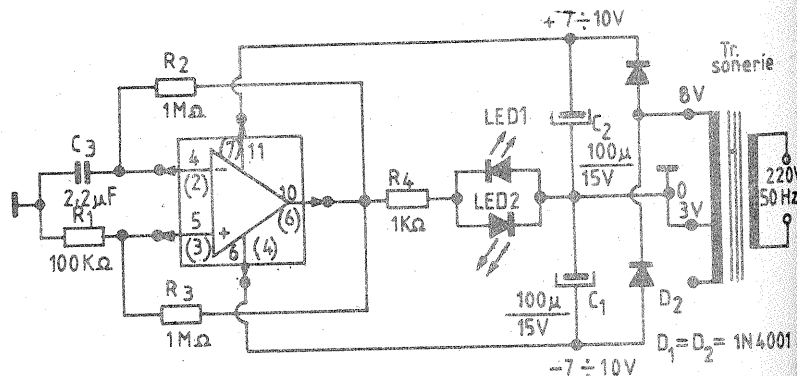 +7÷10V
Tr.
sonerie
R2
1MΩ
8V
LED1
C2
100μ
15V
C3
2,2μF
(7)
11
4
(2)
-
10
(6)
R4
1KΩ
LED2
0
3V
220V
50 Hz
R1
100KΩ
5
(3)
+
6
(4)
R3
1MΩ
100μ
15V
C1
D2
D1=D2= 1N4001
-7÷10V